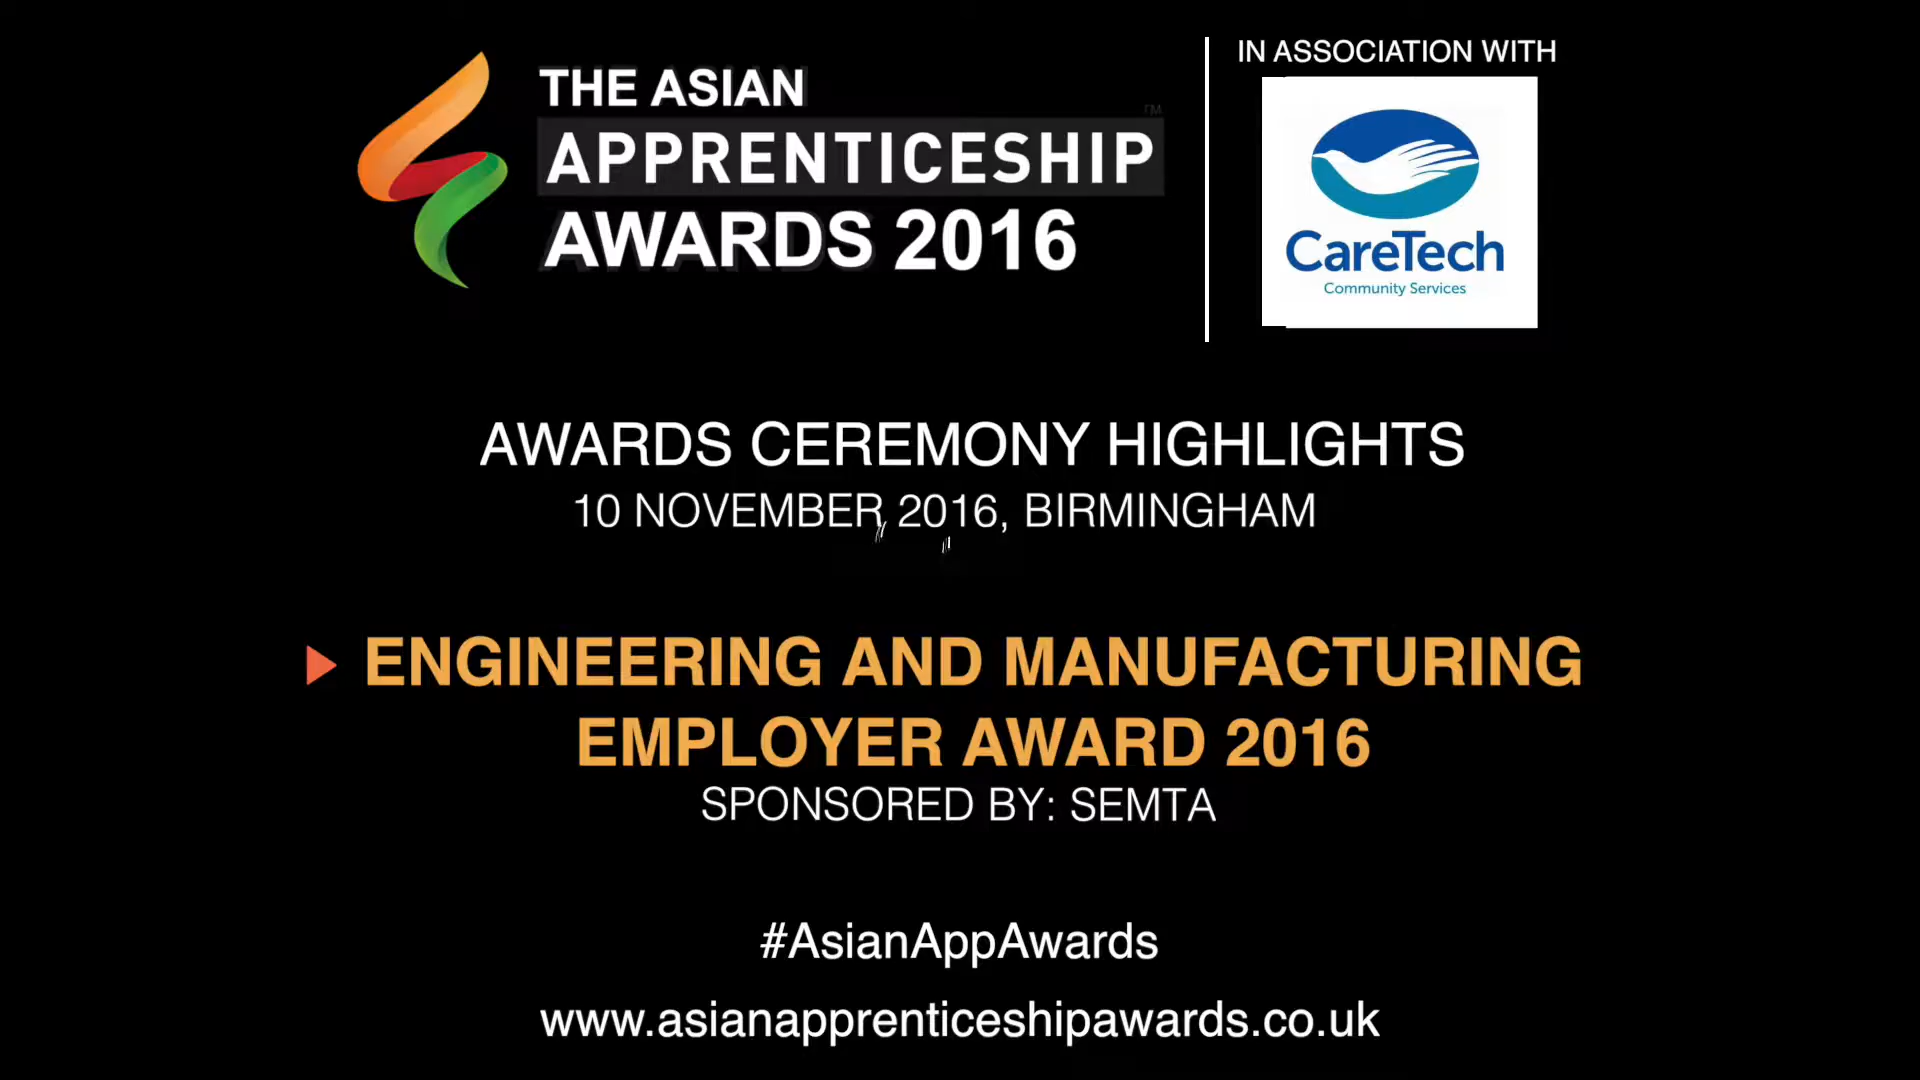 THE ASIAN
APPRENTICESHIP
AWARDS 2016
TM
IN ASSOCIATION WITH
CareTech
Community Services
AWARDS CEREMONY HIGHLIGHTS
10 NOVEMBER 2016, BIRMINGHAM
ENGINEERING AND MANUFACTURING
EMPLOYER AWARD 2016
SPONSORED BY: SEMTA
#AsianAppAwards
www.asianapprenticeshipawards.co.uk